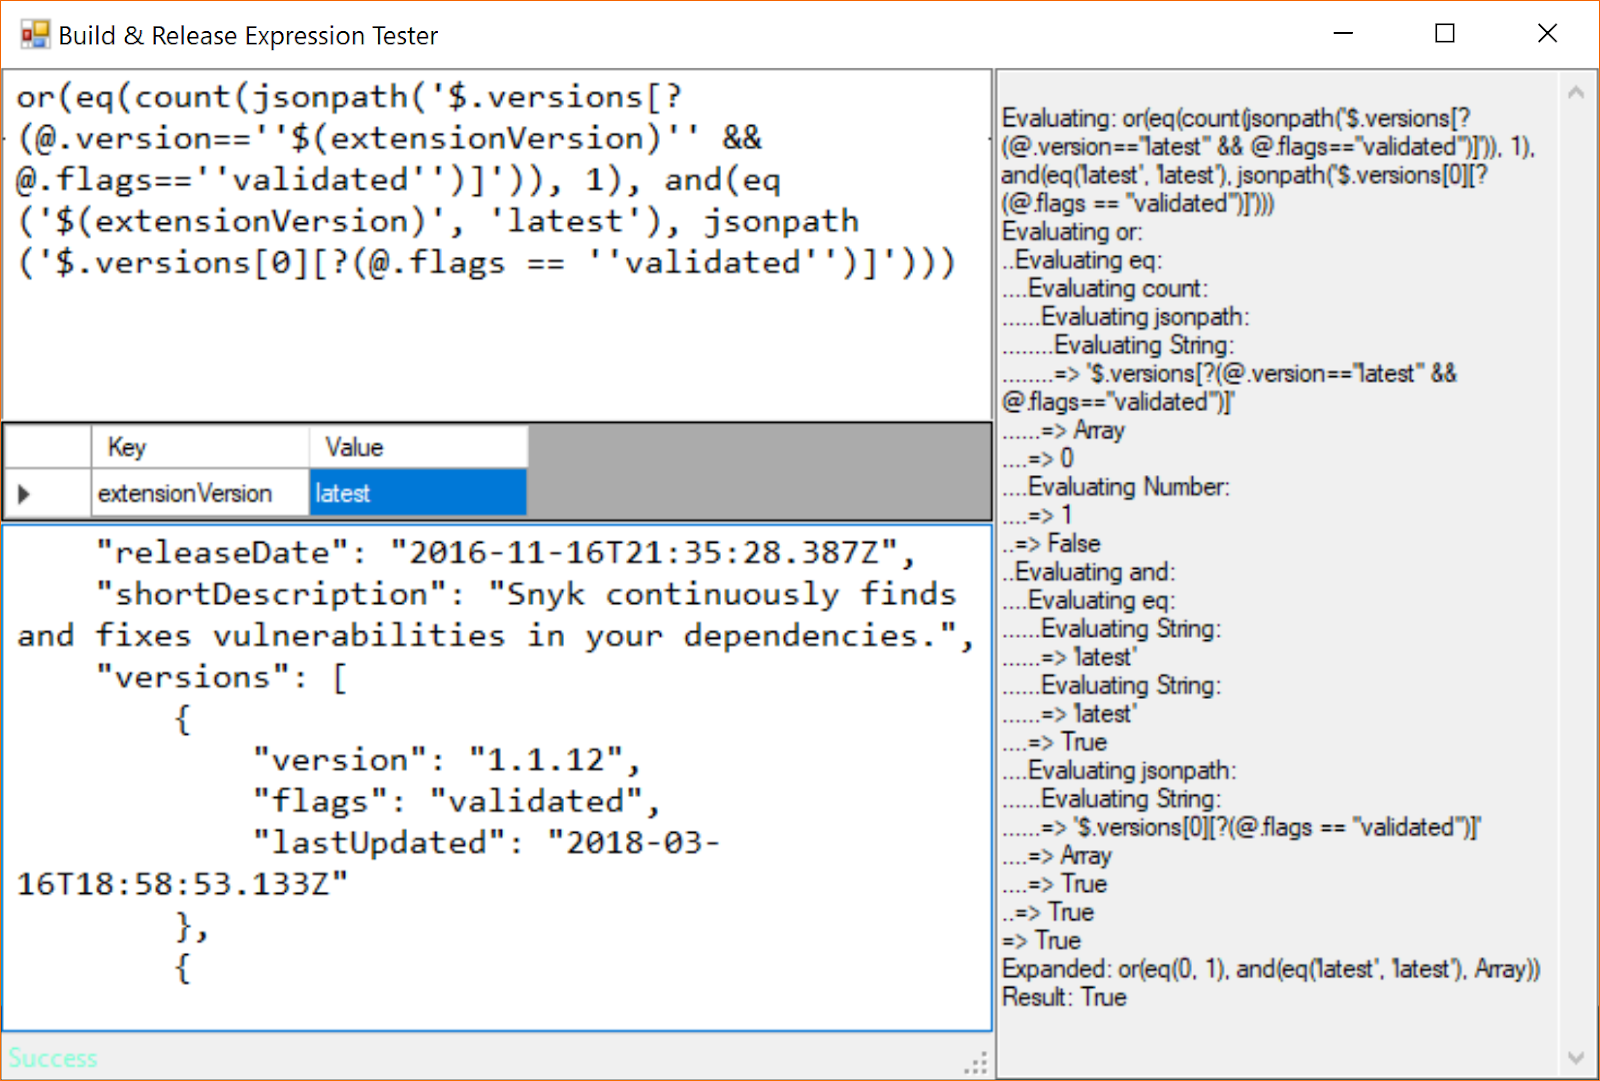 Build & Release Expression Tester
or(eq(count(jsonpath('$.versions[?
(@.version==''$(extensionVersion)'' &&
@.flags==''validated'')]')), 1), and(eq
('$(extensionVersion)', 'latest'), jsonpath
('$.versions[0][?(@.flags == ''validated'')]')))
Key Value
extensionVersion latest
"releaseDate": "2016-11-16T21:35:28.387Z",
"shortDescription": "Snyk continuously finds
and fixes vulnerabilities in your dependencies.",
"versions": [
{
"version": "1.1.12",
"flags": "validated",
"lastUpdated": "2018-03-
16T18:58:53.133Z"
},
{
Success
Evaluating: or(eq(count(jsonpath('$.versions[?
(@.version==''latest'' && @.flags==''validated'')]')), 1),
and(eq('latest', 'latest'), jsonpath('$.versions[0][?
(@.flags == ''validated'')]')))
Evaluating or:
..Evaluating eq:
....Evaluating count:
......Evaluating jsonpath:
........Evaluating String:
........=> '$.versions[?(@.version==''latest'' &&
@.flags==''validated'')]'
......=> Array
....=> 0
....Evaluating Number:
....=> 1
..=> False
..Evaluating and:
....Evaluating eq:
......Evaluating String:
......=> 'latest'
......Evaluating String:
......=> 'latest'
....=> True
....Evaluating jsonpath:
......Evaluating String:
......=> '$.versions[0][?(@.flags == ''validated'')]'
....=> Array
....=> True
..=> True
=> True
Expanded: or(eq(0, 1), and(eq('latest', 'latest'), Array))
Result: True